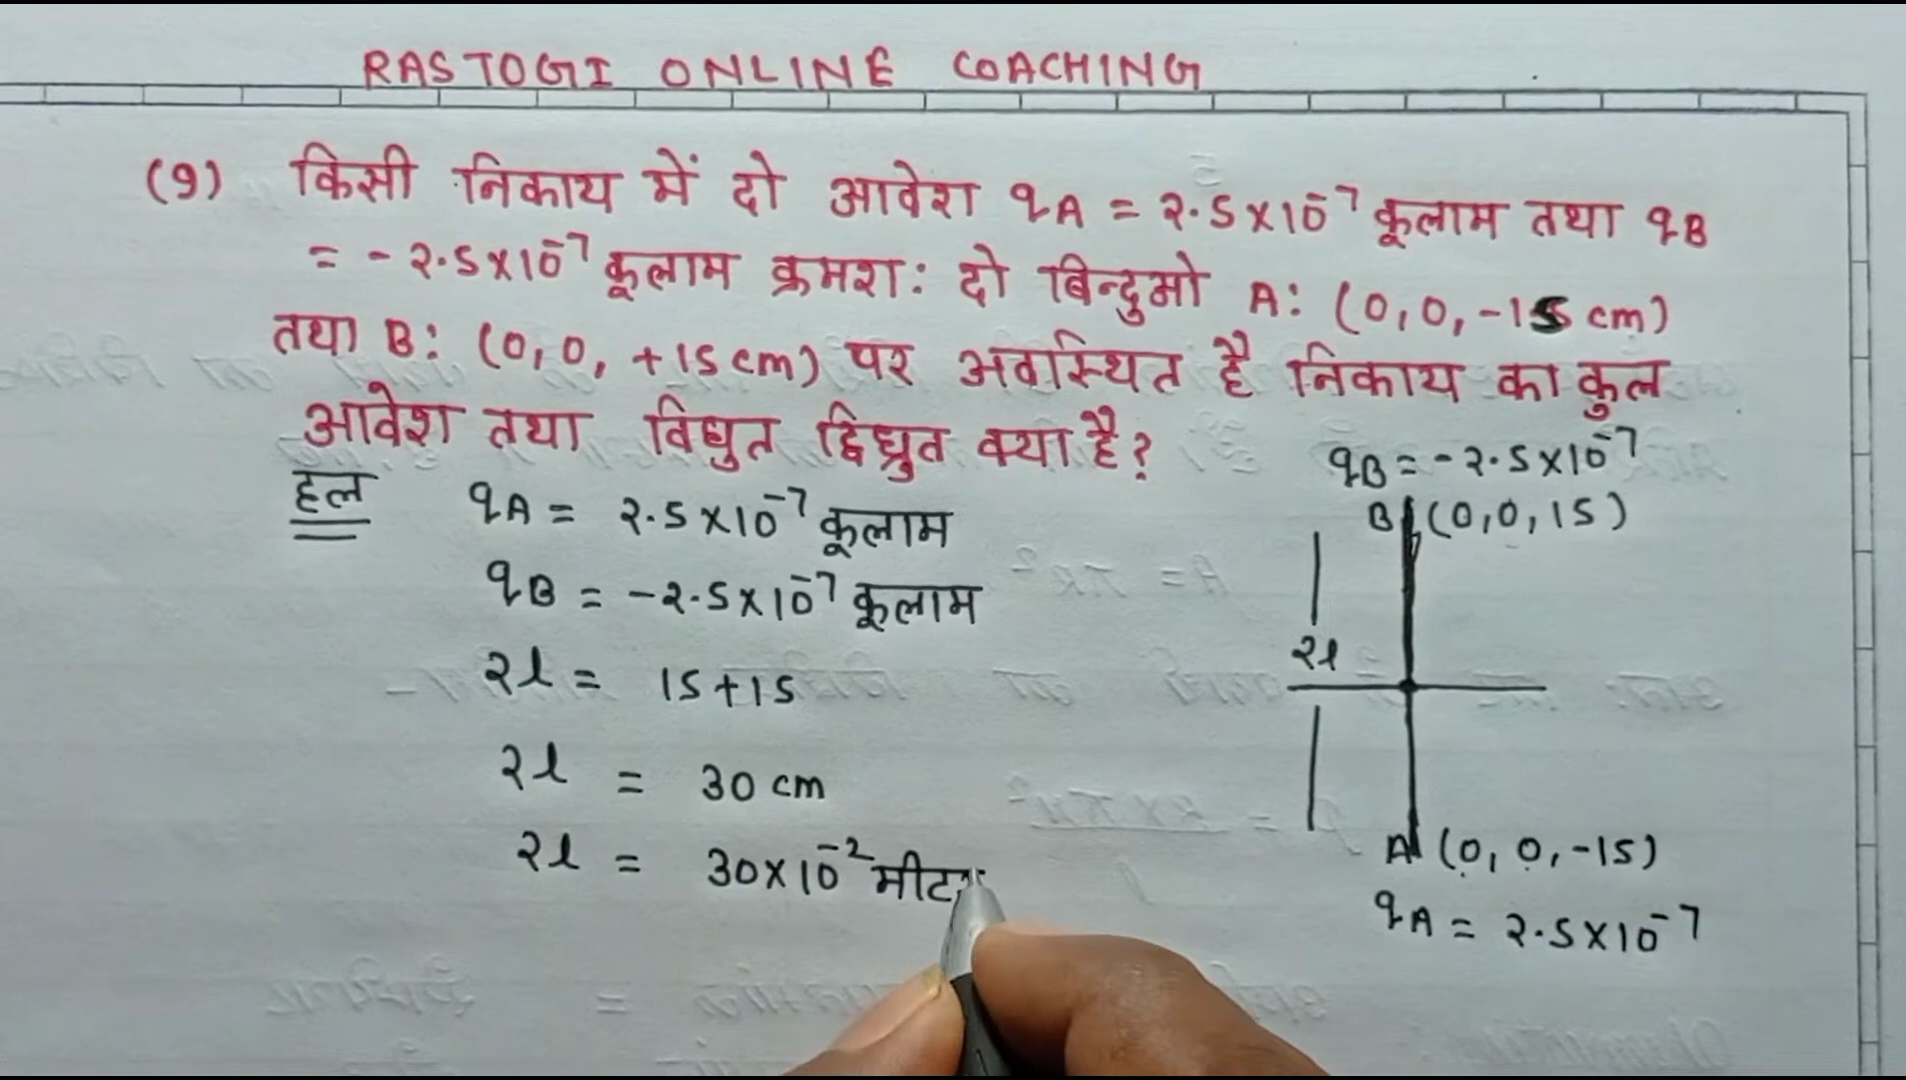 RASTOGI ONLINE COACHING
(9) किसी निकाय में दो आवेश qA = 2.5×10⁻⁷ कूलाम तथा qB
= -2.5×10⁻⁷ कूलाम क्रमशः दो बिन्दुओ A: (0,0,-15 cm)
तथा B: (0,0,+15cm) पर अवस्थित है निकाय का कुल
आवेश तथा विधुत द्विध्रुत क्या है?
हल
qA = 2.5×10⁻⁷ कूलाम
qB = -2.5×10⁻⁷ कूलाम
2l = 15+15
2l = 30 cm
2l = 30×10⁻² मीटर
qB = -2.5×10⁻⁷
B (0,0,15)
2l
A (0,0,-15)
qA = 2.5×10⁻⁷